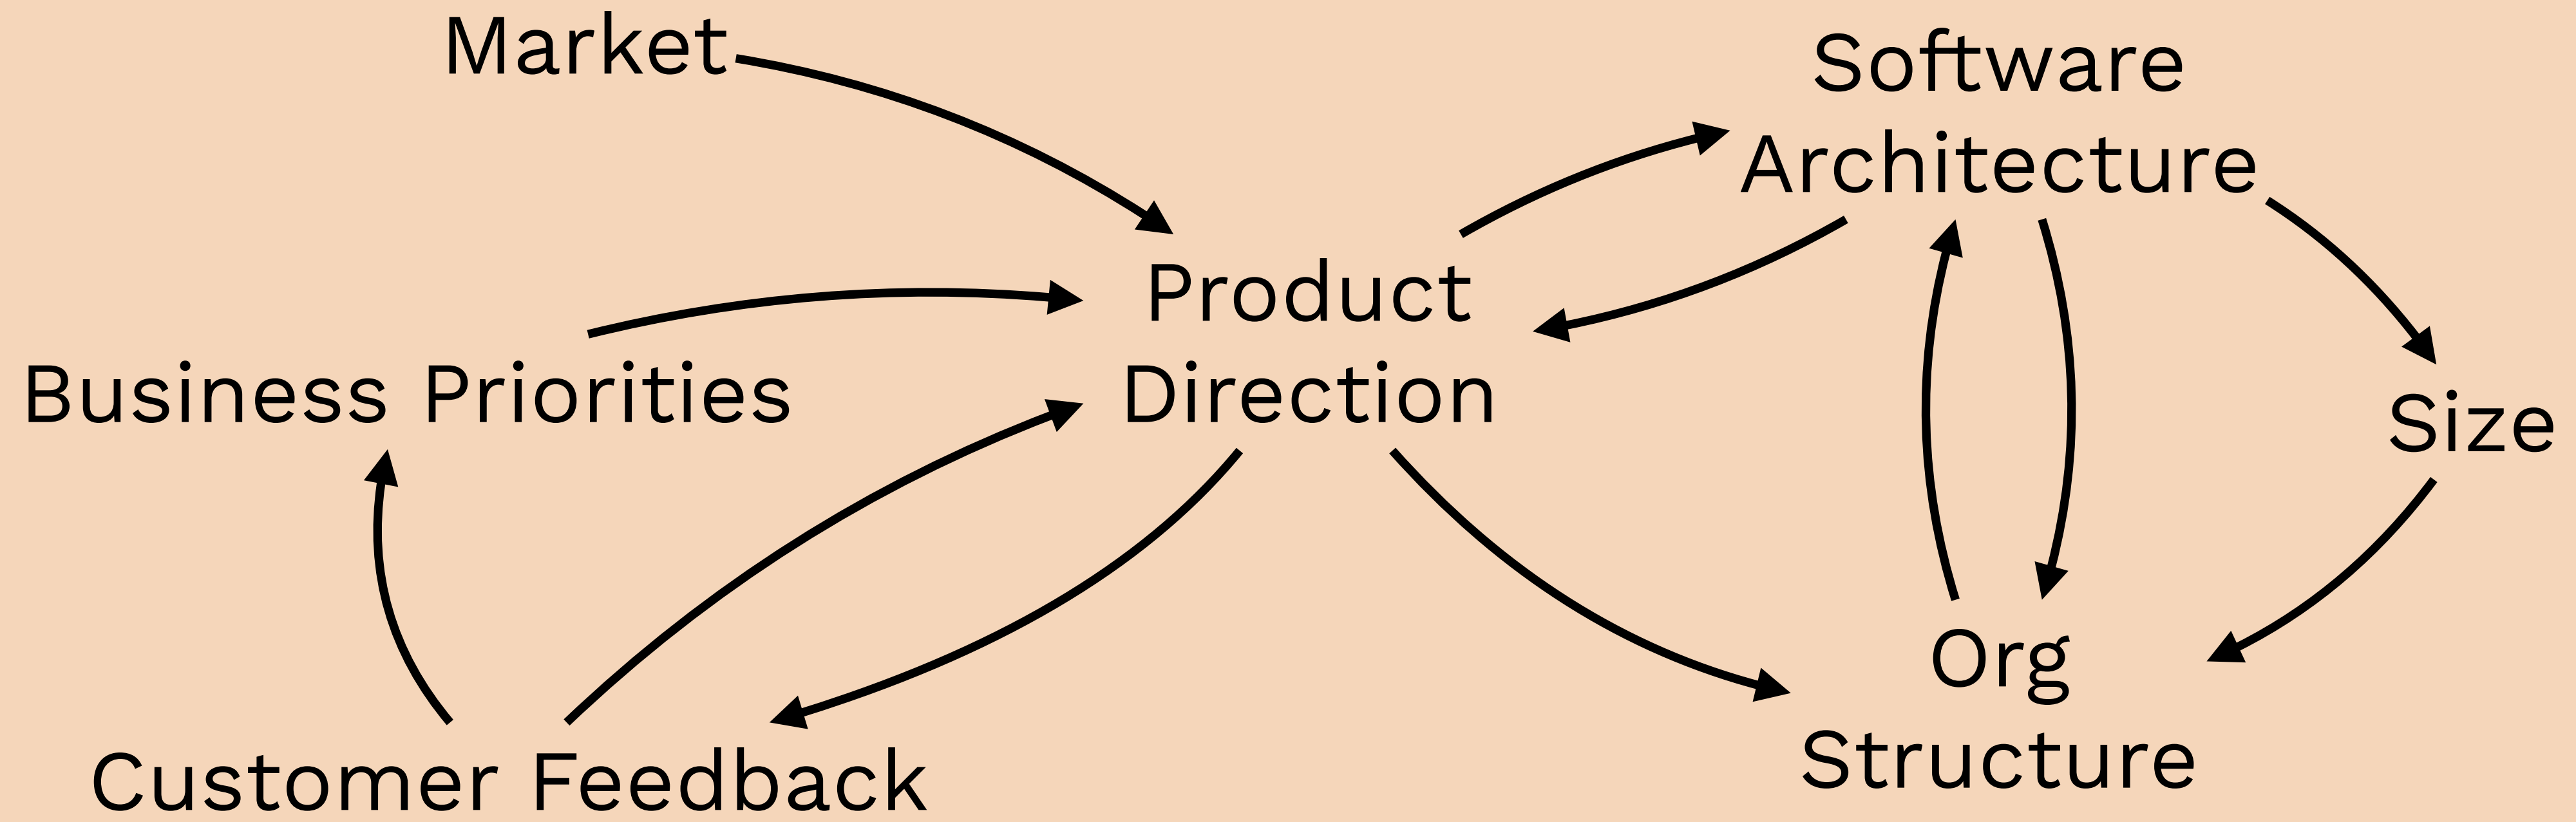 Market
Software
Architecture
Product
Direction
Business Priorities
Size
Org
Structure
Customer Feedback